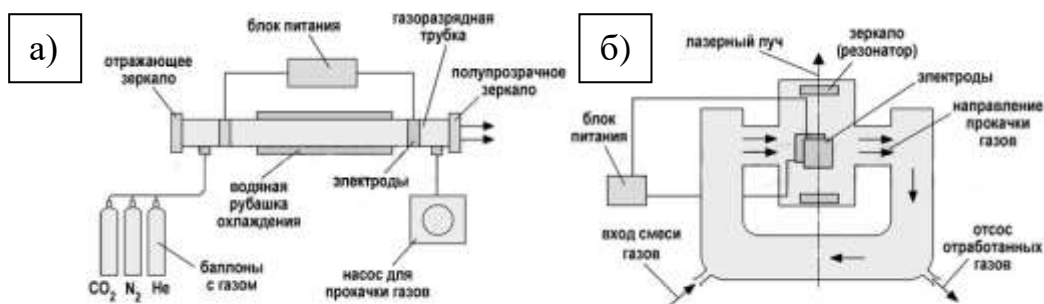 а)
блок питания
газоразрядная
трубка
отражающее
зеркало
полупрозрачное
зеркало
водяная
рубашка
охлаждения
электроды
баллоны
с газом
CO2 N2 He
насос для
прокачки газов
б)
лазерный луч
зеркало
(резонатор)
электроды
направление
прокачки
газов
блок
питания
вход смеси
газов
отсос
отработанных
газов